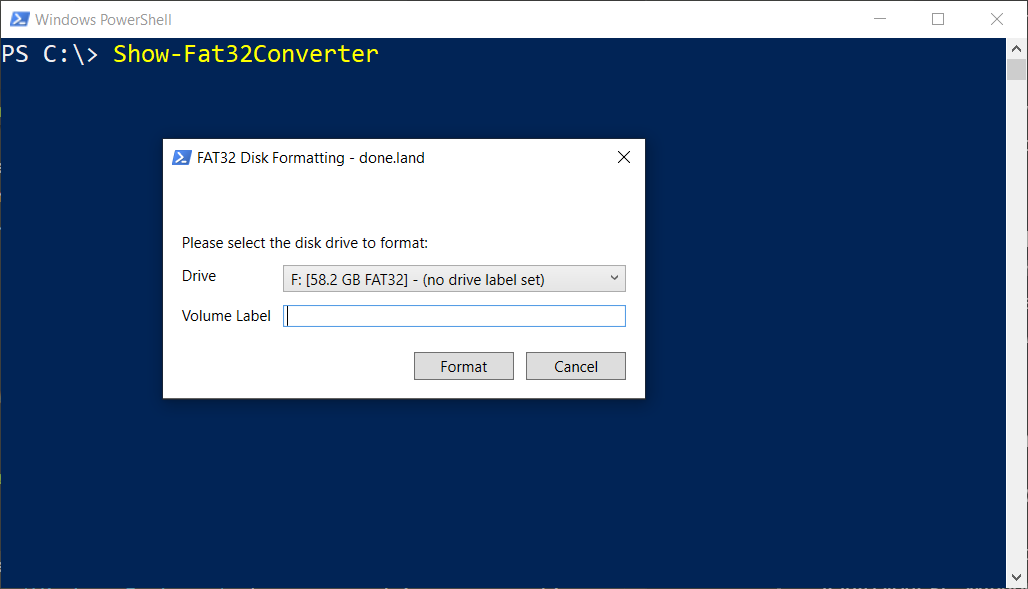 Windows PowerShell
PS C:\> Show-Fat32Converter
FAT32 Disk Formatting - done.land
Please select the disk drive to format:
Drive
F: [58.2 GB FAT32] - (no drive label set)
Volume Label
Format Cancel